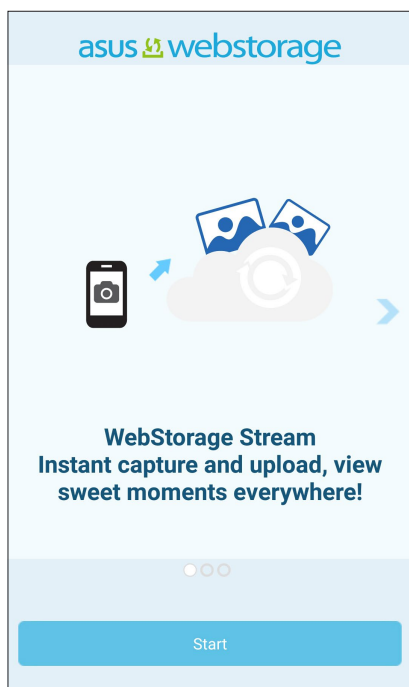 asus webstorage
WebStorage Stream
Instant capture and upload, view
sweet moments everywhere!
Start